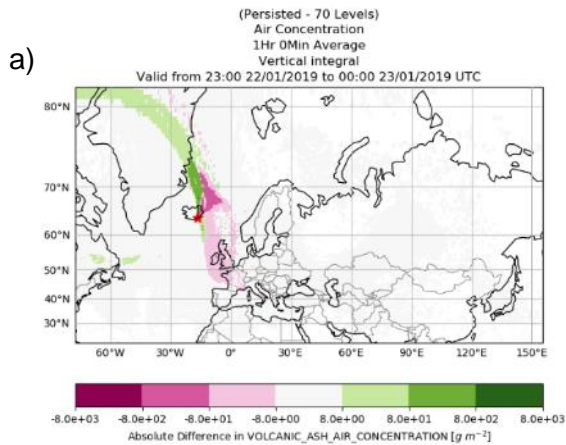 (Persisted - 70 Levels)
Air Concentration
1Hr 0Min Average
Vertical integral
Valid from 23:00 22/01/2019 to 00:00 23/01/2019 UTC
a)
80°N
70°N
60°N
50°N
40°N
30°N
60°W 30°W 0°W 30°E 60°E 90°E 120°E 150°E
-8.0e+03 -8.0e+02 -8.0e+01 -8.0e+00 8.0e+00 8.0e+01 8.0e+02 8.0e+03
Absolute Difference in VOLCANIC_ASH_AIR_CONCENTRATION [g m⁻²]